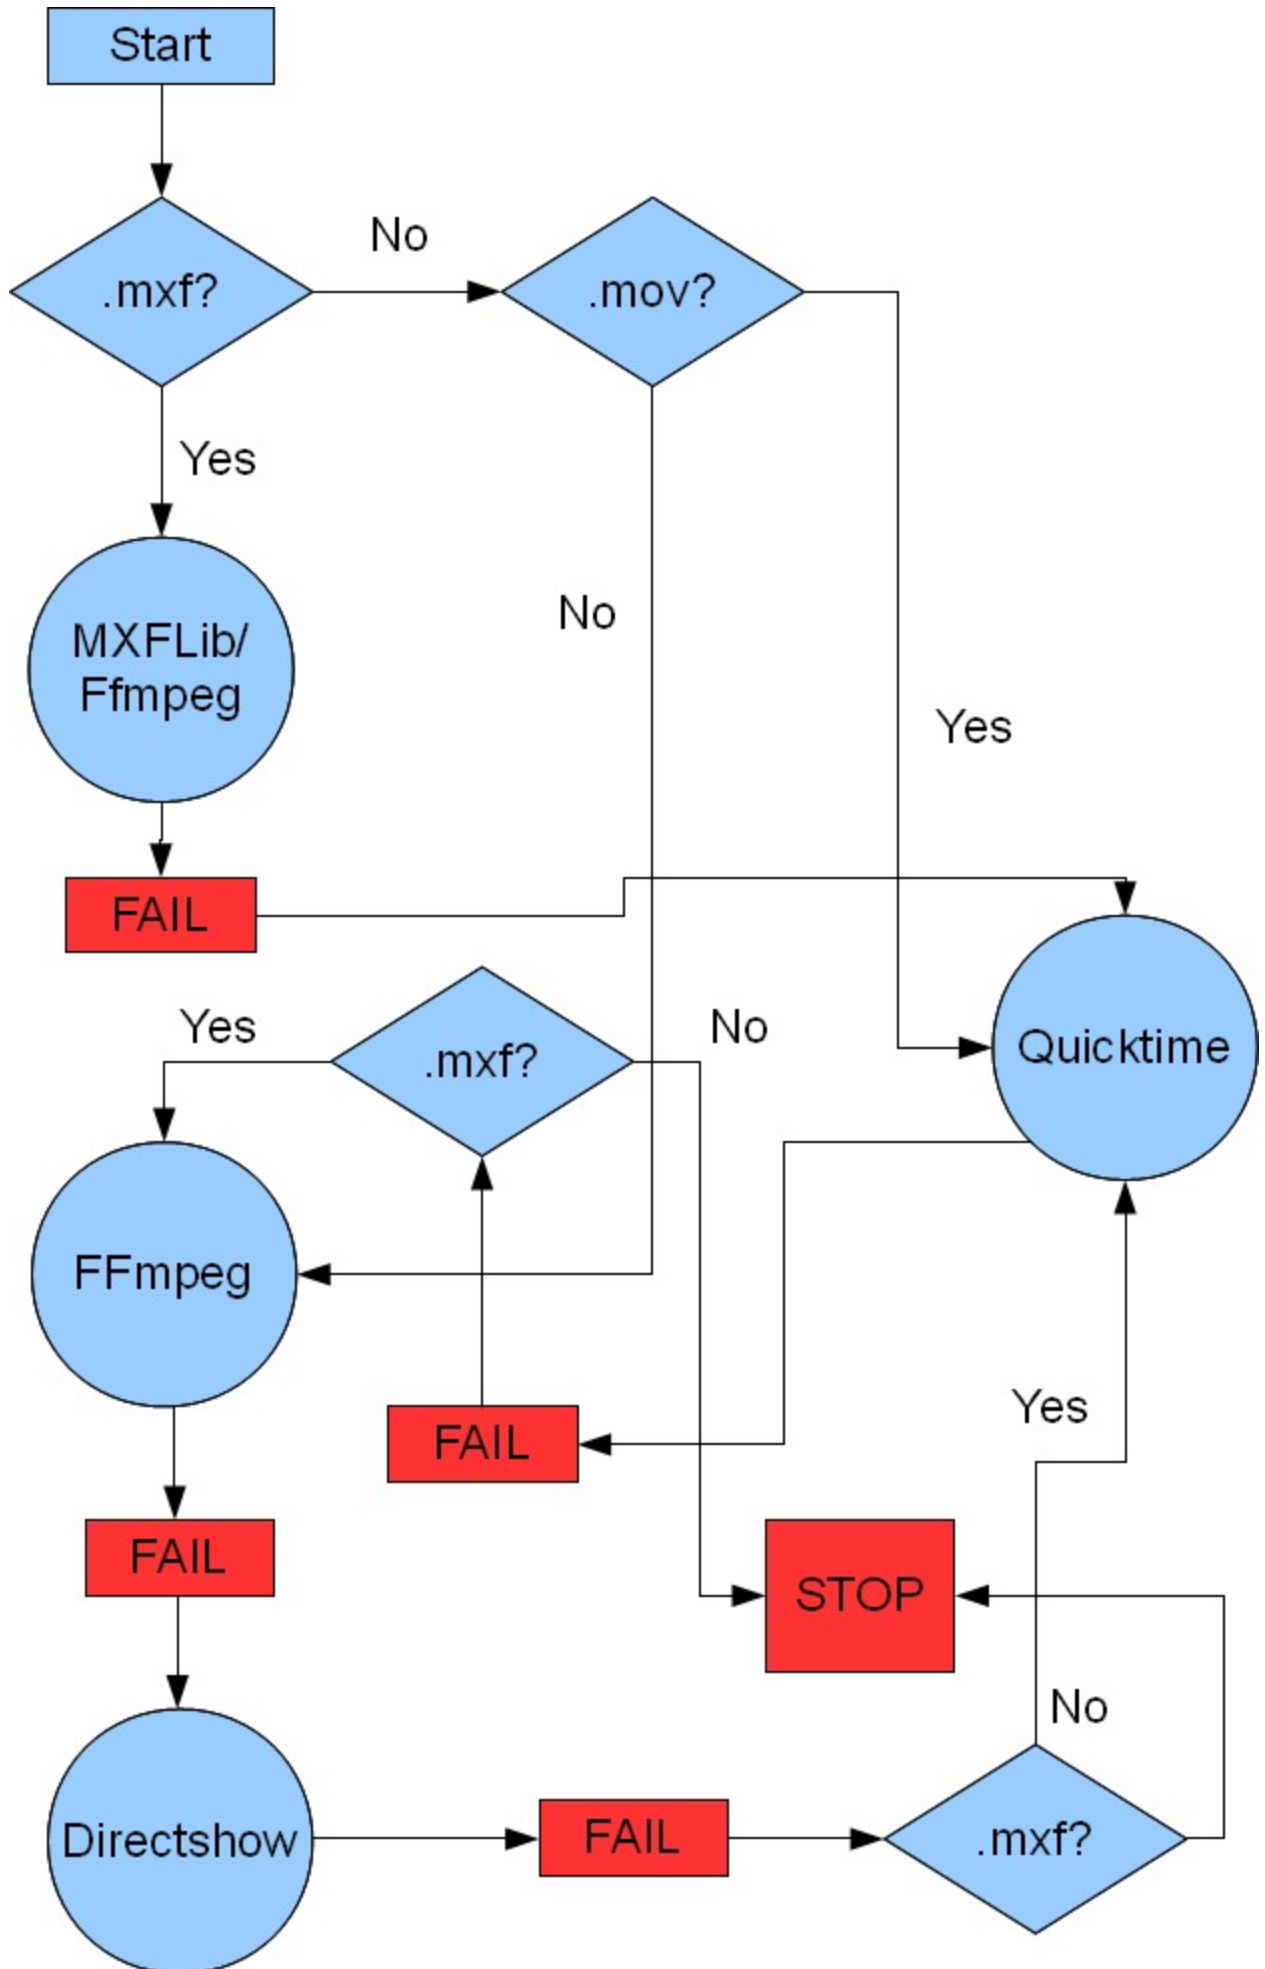 Start
No
.mxf?
.mov?
Yes
MXFLib/
Ffmpeg
No
Yes
FAIL
Yes
No
.mxf?
Quicktime
FFmpeg
Yes
FAIL
FAIL
STOP
No
Directshow
FAIL
.mxf?